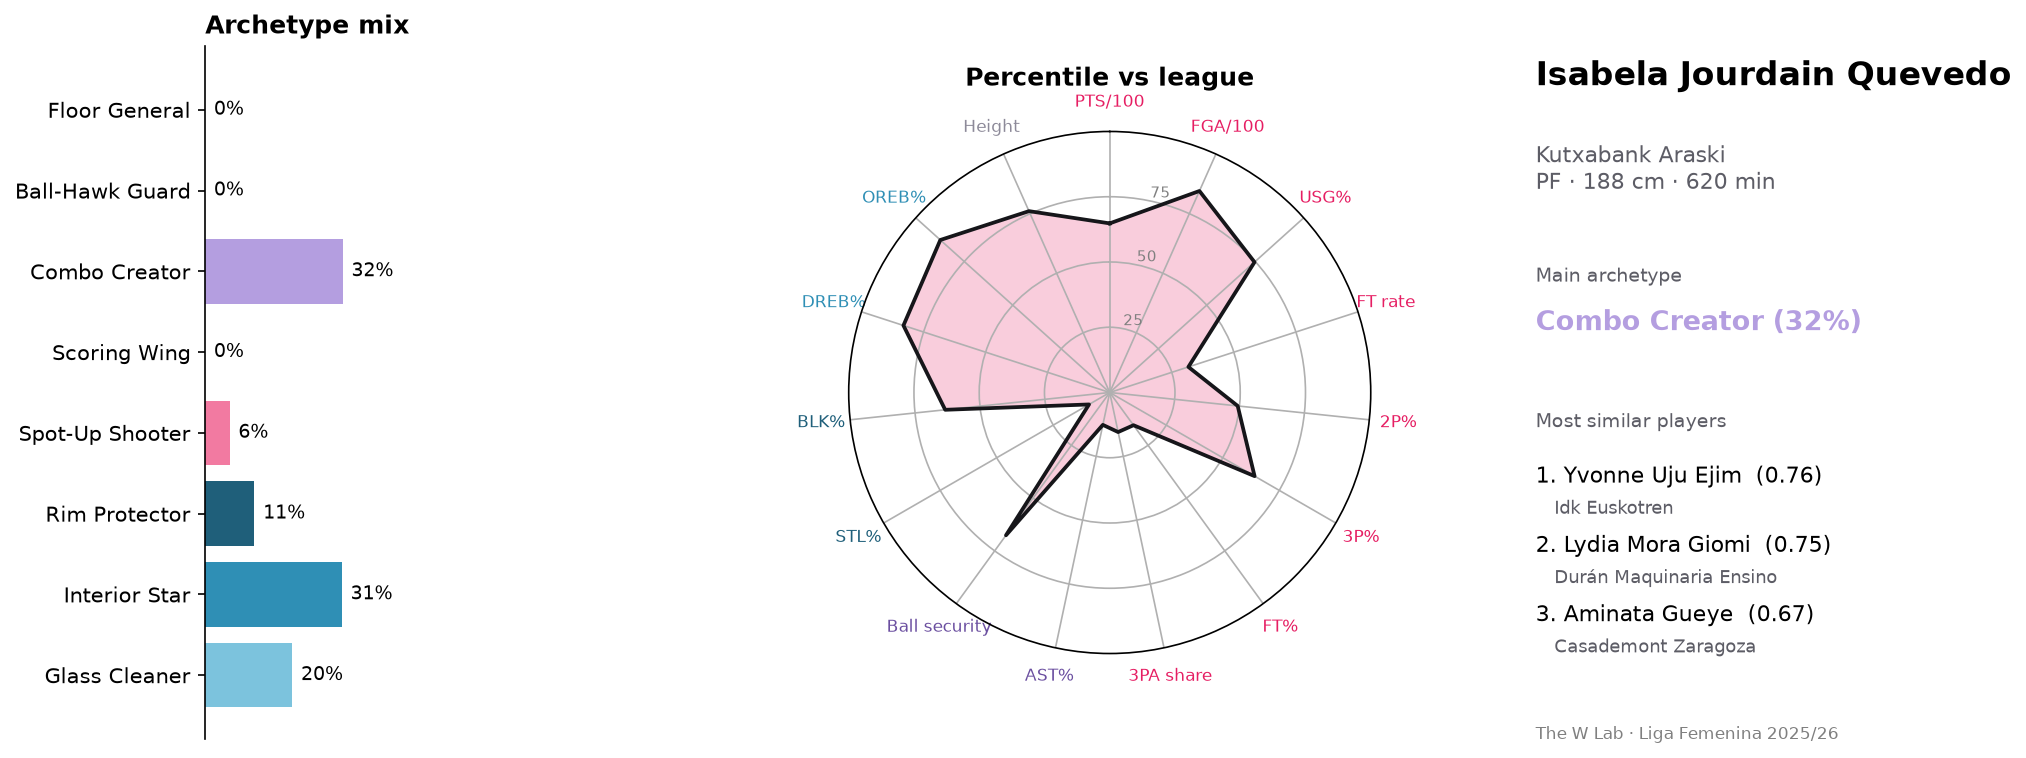 Archetype mix
Floor General
0%
Ball-Hawk Guard
0%
Combo Creator
32%
Scoring Wing
0%
Spot-Up Shooter
6%
Rim Protector
11%
Interior Star
31%
Glass Cleaner
20%
Percentile vs league
PTS/100
FGA/100
USG%
FT rate
2P%
3P%
FT%
3PA share
AST%
Ball security
STL%
BLK%
DREB%
OREB%
Height
75
50
25
Isabela Jourdain Quevedo
Kutxabank Araski
PF · 188 cm · 620 min
Main archetype
Combo Creator (32%)
Most similar players
1. Yvonne Uju Ejim (0.76)
Idk Euskotren
2. Lydia Mora Giomi (0.75)
Durán Maquinaria Ensino
3. Aminata Gueye (0.67)
Casademont Zaragoza
The W Lab · Liga Femenina 2025/26